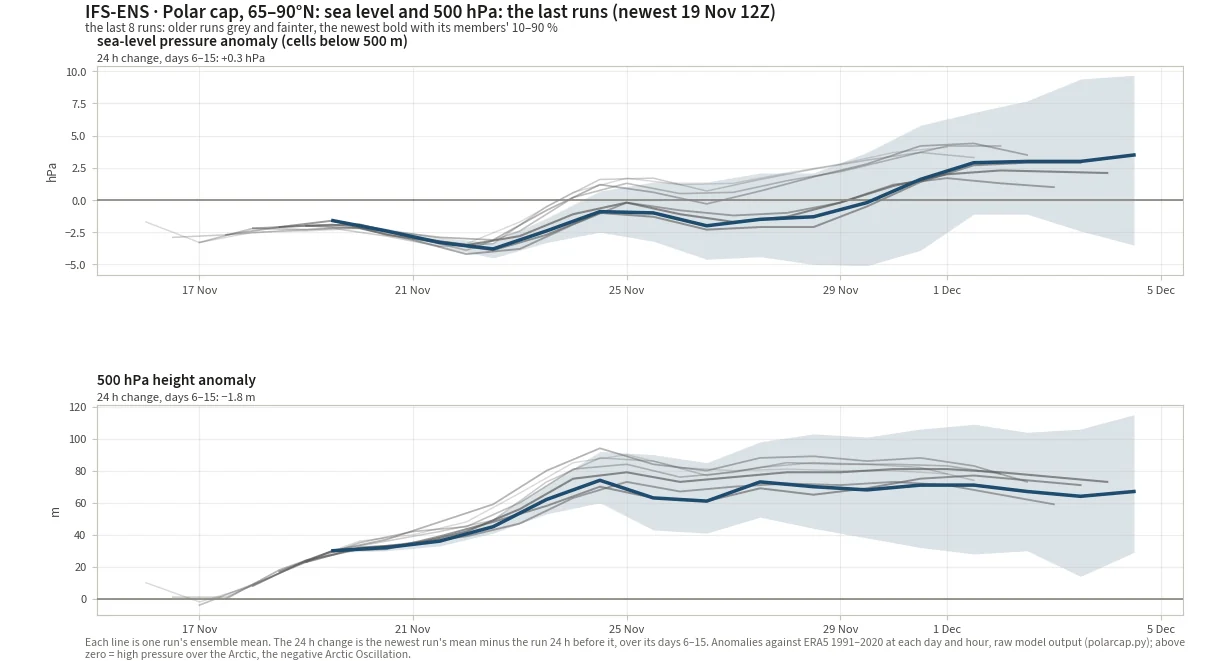 IFS-ENS · Polar cap, 65–90°N: sea level and 500 hPa: the last runs (newest 19 Nov 12Z)
the last 8 runs: older runs grey and fainter, the newest bold with its members' 10–90 %
sea-level pressure anomaly (cells below 500 m)
24 h change, days 6–15: +0.3 hPa
10.0
7.5
5.0
2.5
0.0
−2.5
−5.0
hPa
17 Nov 21 Nov 25 Nov 29 Nov 1 Dec 5 Dec
500 hPa height anomaly
24 h change, days 6–15: −1.8 m
120
100
80
60
40
20
0
m
17 Nov 21 Nov 25 Nov 29 Nov 1 Dec 5 Dec
Each line is one run's ensemble mean. The 24 h change is the newest run's mean minus the run 24 h before it, over its days 6–15. Anomalies against ERA5 1991–2020 at each day and hour, raw model output (polarcap.py); above
zero = high pressure over the Arctic, the negative Arctic Oscillation.